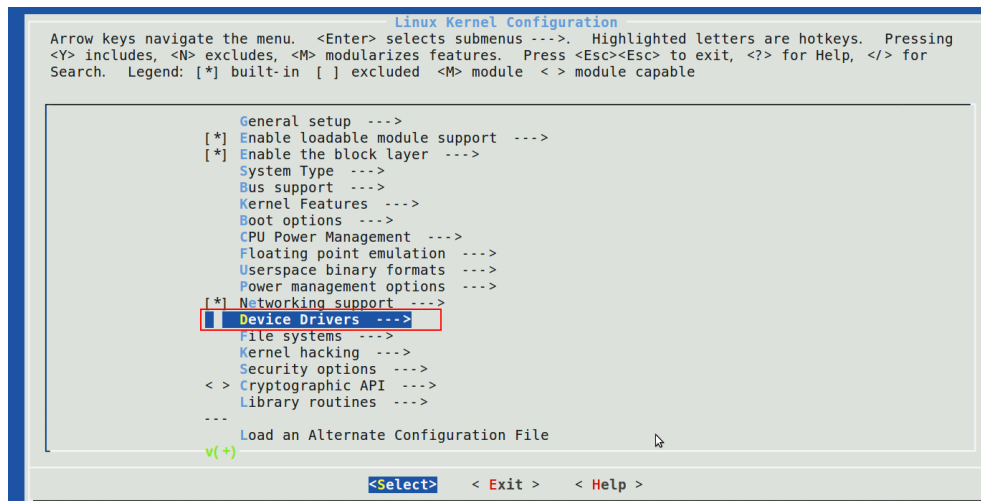 Linux Kernel Configuration
Arrow keys navigate the menu. <Enter> selects submenus --->. Highlighted letters are hotkeys. Pressing
<Y> includes, <N> excludes, <M> modularizes features. Press <Esc><Esc> to exit, <?> for Help, </> for
Search. Legend: [*] built-in [ ] excluded <M> module < > module capable
General setup --->
[*] Enable loadable module support --->
[*] Enable the block layer --->
System Type --->
Bus support --->
Kernel Features --->
Boot options --->
CPU Power Management --->
Floating point emulation --->
Userspace binary formats --->
Power management options --->
[*] Networking support --->
Device Drivers --->
File systems --->
Kernel hacking --->
Security options --->
< > Cryptographic API --->
Library routines --->
---
Load an Alternate Configuration File
v(+)
<Select> < Exit > < Help >